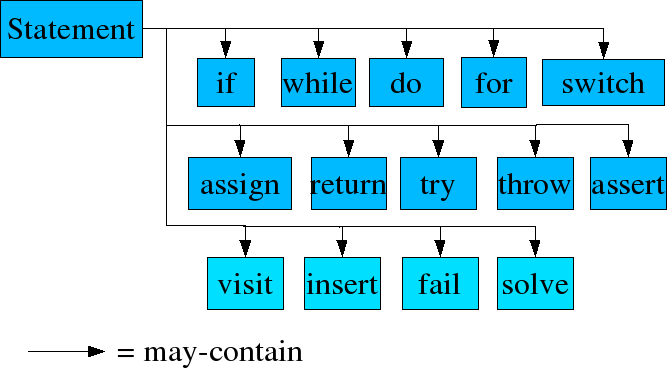 Statement
if while do for switch
assign return try throw assert
visit insert fail solve
= may-contain